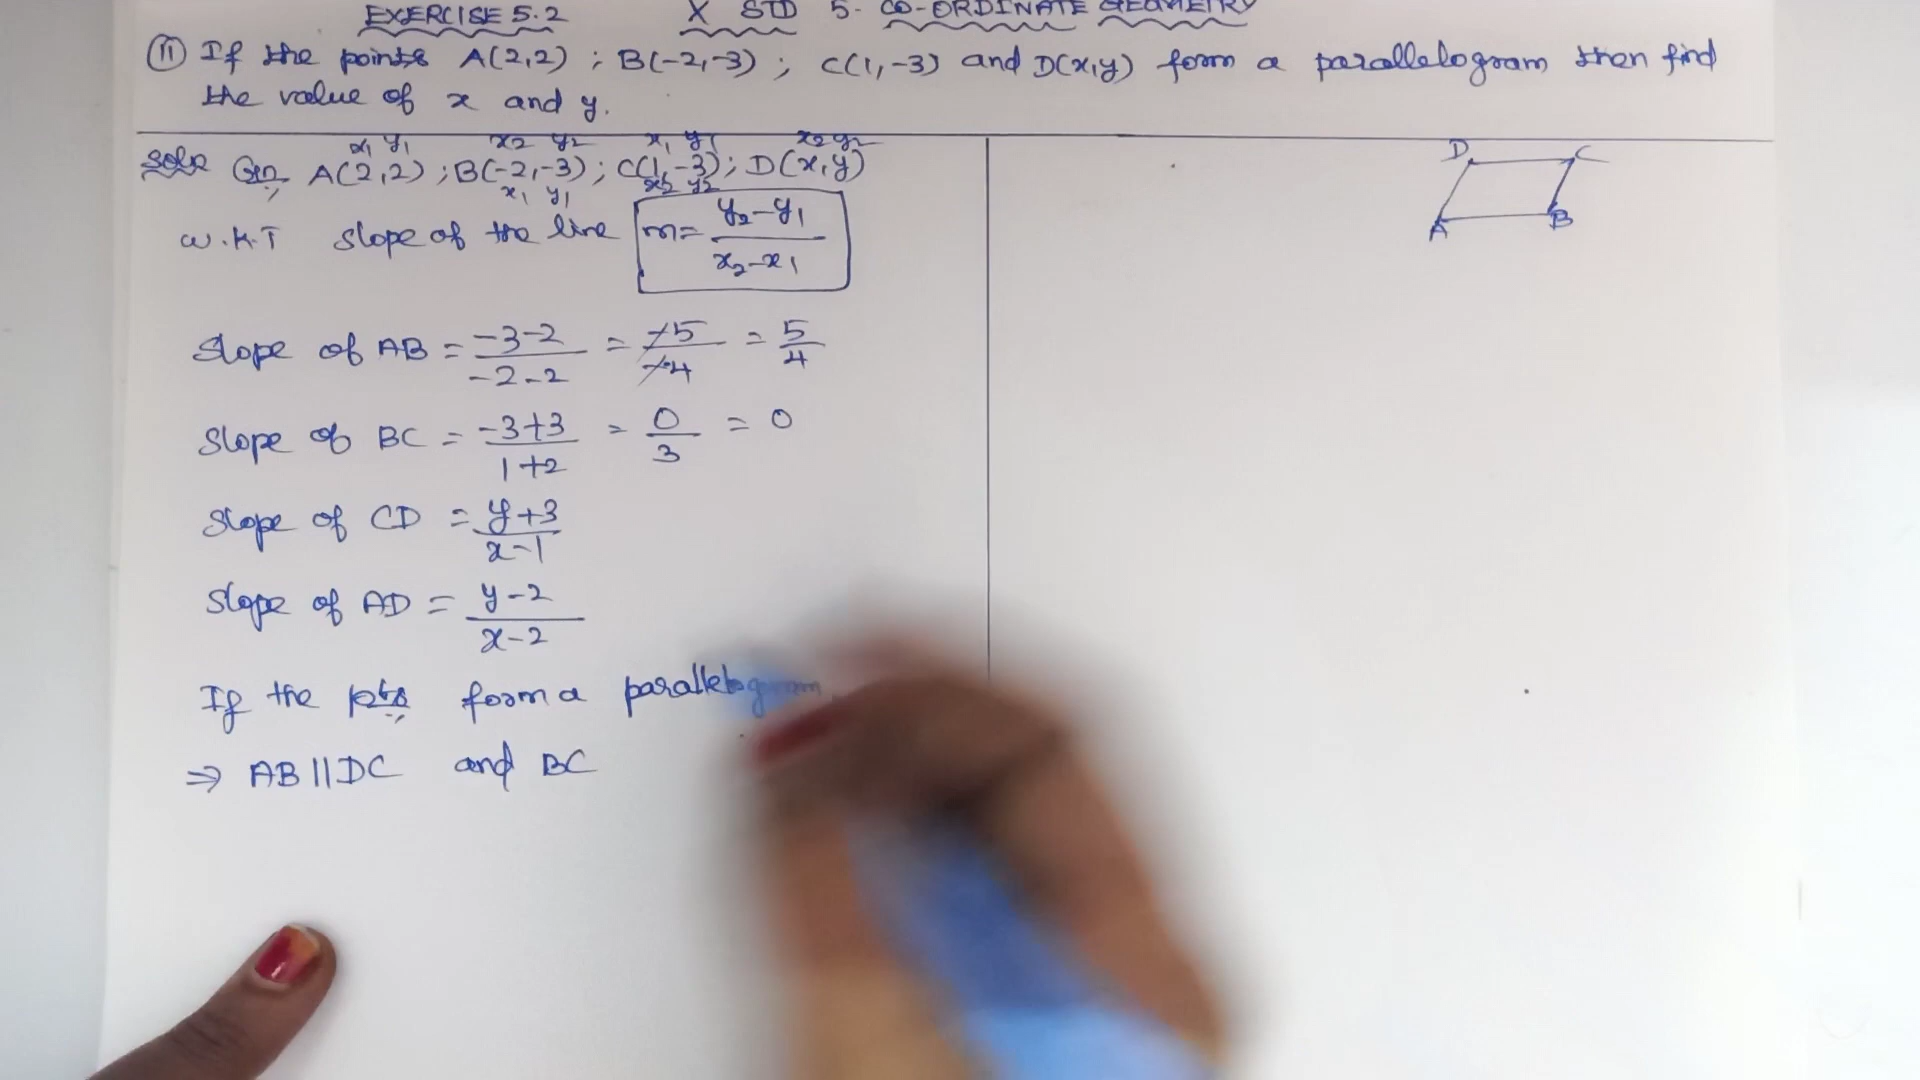 EXERCISE 5.2 X STD 5. CO-ORDINATE GEOMETRY
11 If the points A(2,2) ; B(-2,-3) ; C(1,-3) and D(x,y) form a parallelogram then find
the value of x and y.
x1 y1 x2 y2 x1 y1 x2 y2
Soln Gn A(2,2) ; B(-2,-3) ; C(1,-3) ; D(x,y)
x1 y1 x2 y2
W.K.T slope of the line m = y2-y1 / x2-x1
Slope of AB = -3-2 / -2-2 = -5 / -4 = 5 / 4
Slope of BC = -3+3 / 1+2 = 0 / 3 = 0
Slope of CD = y+3 / x-1
Slope of AD = y-2 / x-2
If the pts form a parallelogram
⇒ AB || DC and BC
D C
A B